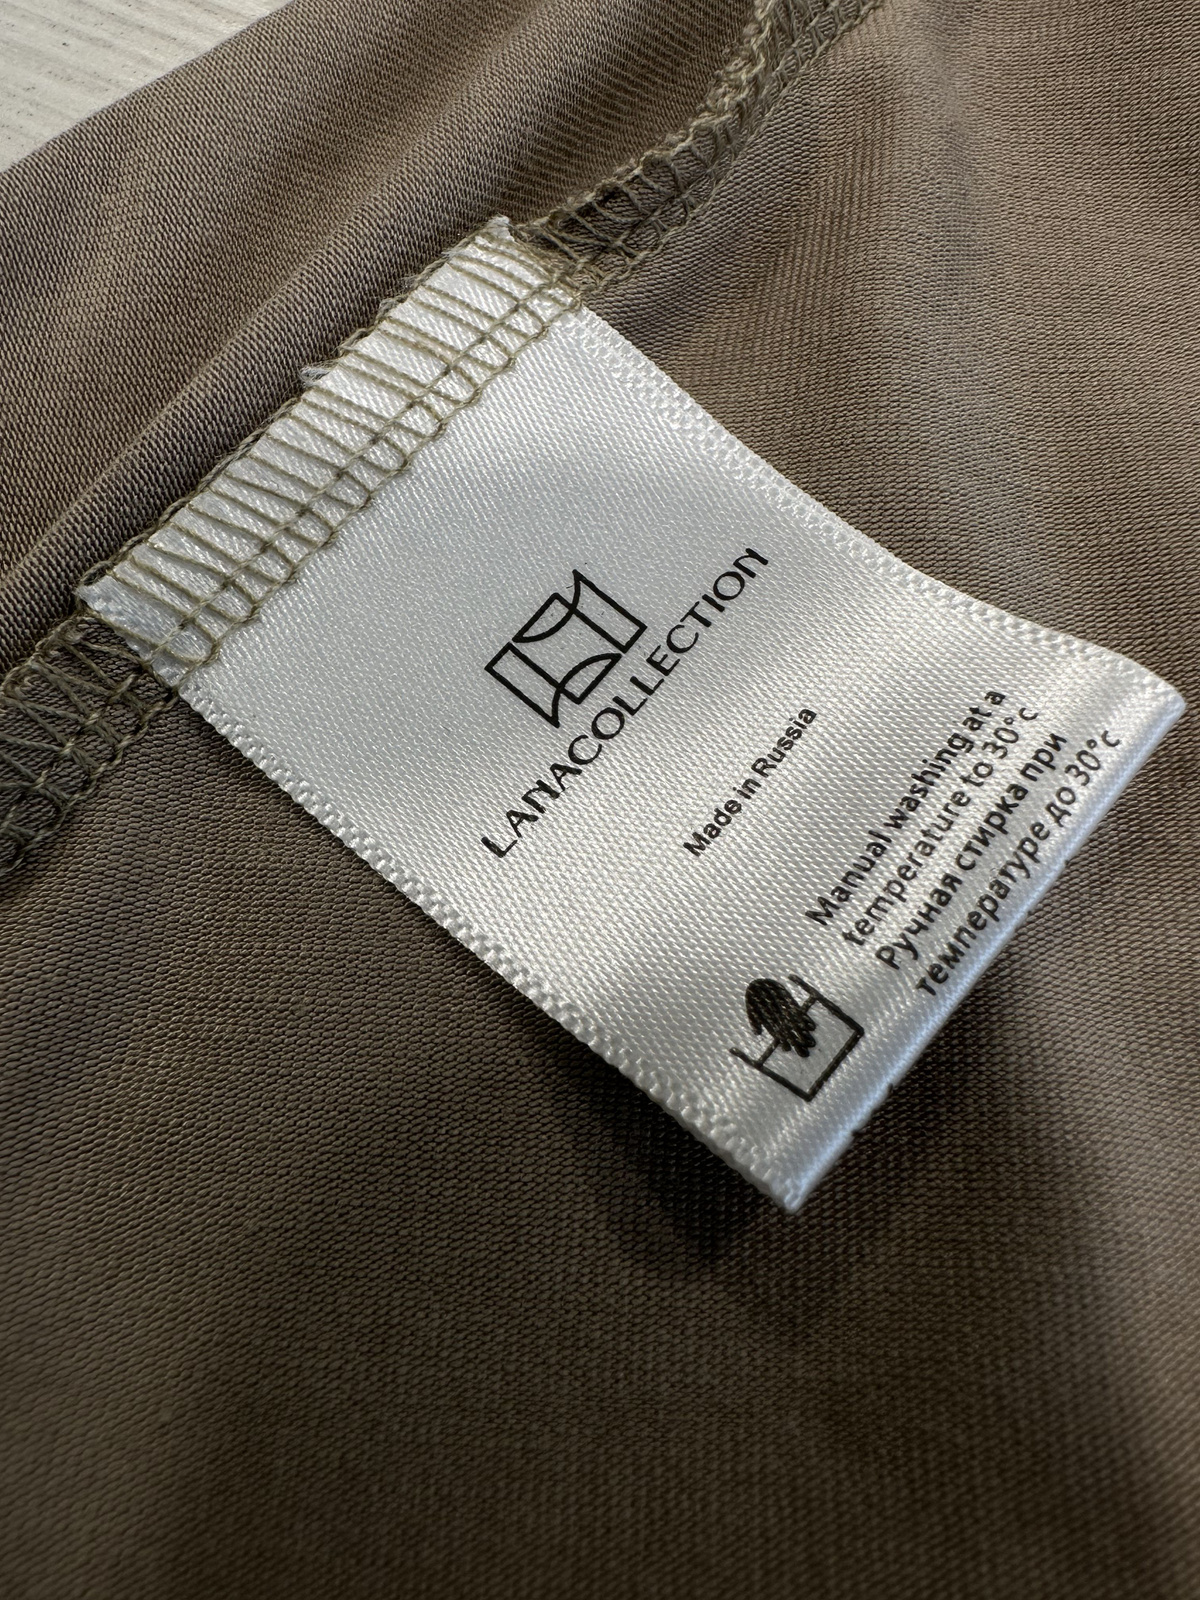 LANACOLLECTION
Made in Russia
Manual washing at a
temperature to 30°c
Ручная стирка при
температуре до 30°c